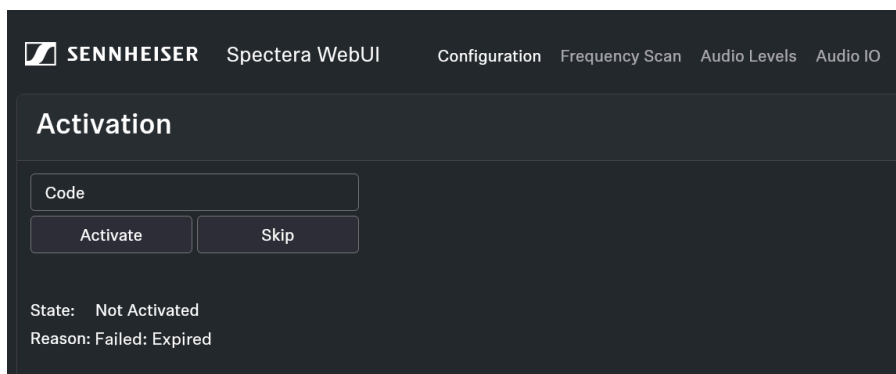 SENNHEISER Spectera WebUI Configuration Frequency Scan Audio Levels Audio IO
Activation
Code
Activate Skip
State: Not Activated
Reason: Failed: Expired